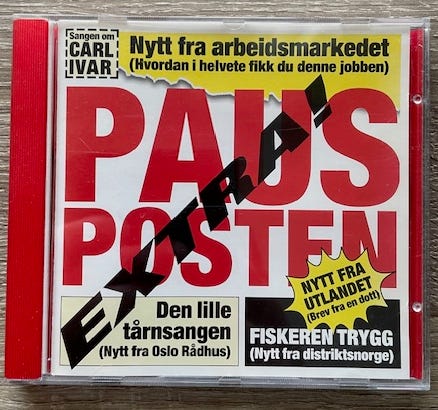 Sangen om
CARL
IVAR
Nytt fra arbeidsmarkedet
(Hvordan i helvete fikk du denne jobben)
PAUS
POSTEN
EXTRA!
NYTT FRA
UTLANDET
(Brev fra en dott)
Den lille
tårnsangen
(Nytt fra Oslo Rådhus)
FISKEREN TRYGG
(Nytt fra distriktsnorge)